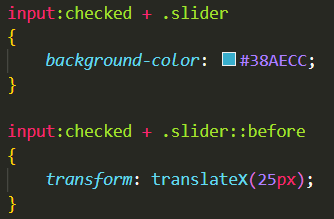 input:checked + .slider
{
    background-color: #38AECC;
}

input:checked + .slider::before
{
    transform: translateX(25px);
}